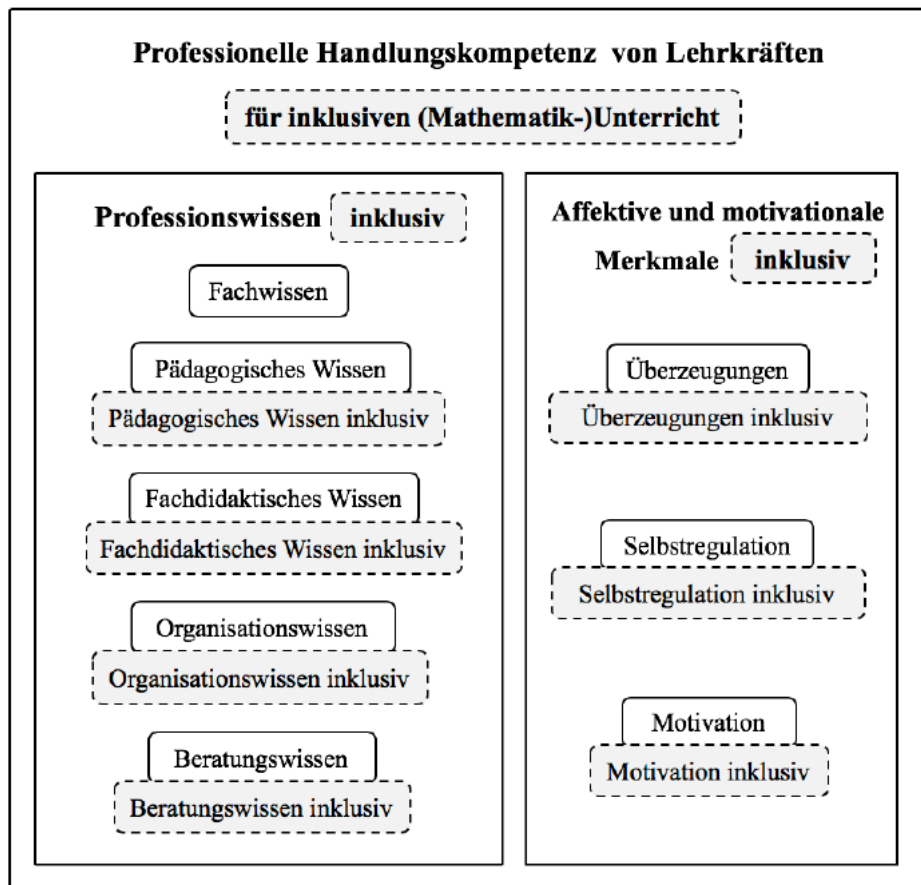 Professionelle Handlungskompetenz von Lehrkräften
für inklusiven (Mathematik-)Unterricht
Professionswissen inklusiv
Fachwissen
Pädagogisches Wissen
Pädagogisches Wissen inklusiv
Fachdidaktisches Wissen
Fachdidaktisches Wissen inklusiv
Organisationswissen
Organisationswissen inklusiv
Beratungswissen
Beratungswissen inklusiv
Affektive und motivationale
Merkmale inklusiv
Überzeugungen
Überzeugungen inklusiv
Selbstregulation
Selbstregulation inklusiv
Motivation
Motivation inklusiv